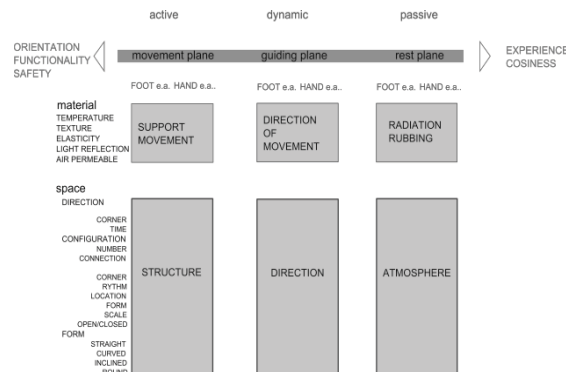 active dynamic passive
ORIENTATION
FUNCTIONALITY
SAFETY
movement plane guiding plane rest plane
EXPERIENCE
COSINESS
FOOT e.a. HAND e.a.. FOOT e.a. HAND e.a.. FOOT e.a. HAND e.a..
material
TEMPERATURE
TEXTURE
ELASTICITY
LIGHT REFLECTION
AIR PERMEABLE
SUPPORT
MOVEMENT
DIRECTION
OF
MOVEMENT
RADIATION
RUBBING
space
DIRECTION
CORNER
TIME
CONFIGURATION
NUMBER
CONNECTION
CORNER
RYTHM
LOCATION
FORM
SCALE
OPEN/CLOSED
FORM
STRAIGHT
CURVED
INCLINED
ROUND
STRUCTURE DIRECTION ATMOSPHERE